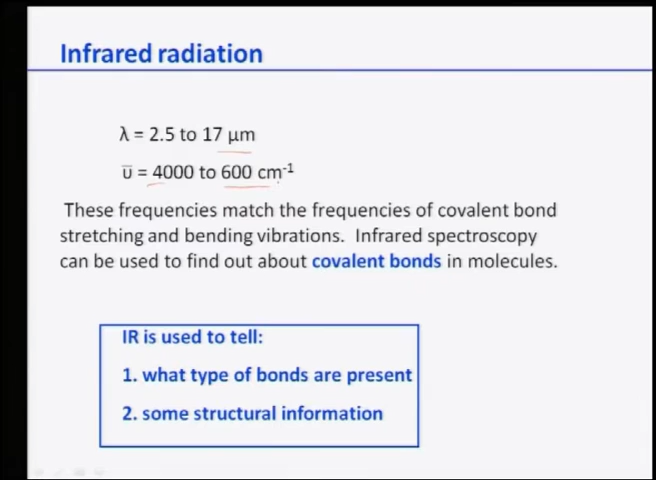 Infrared radiation
λ = 2.5 to 17 μm
ῡ = 4000 to 600 cm⁻¹
These frequencies match the frequencies of covalent bond
stretching and bending vibrations. Infrared spectroscopy
can be used to find out about covalent bonds in molecules.
IR is used to tell:
1. what type of bonds are present
2. some structural information